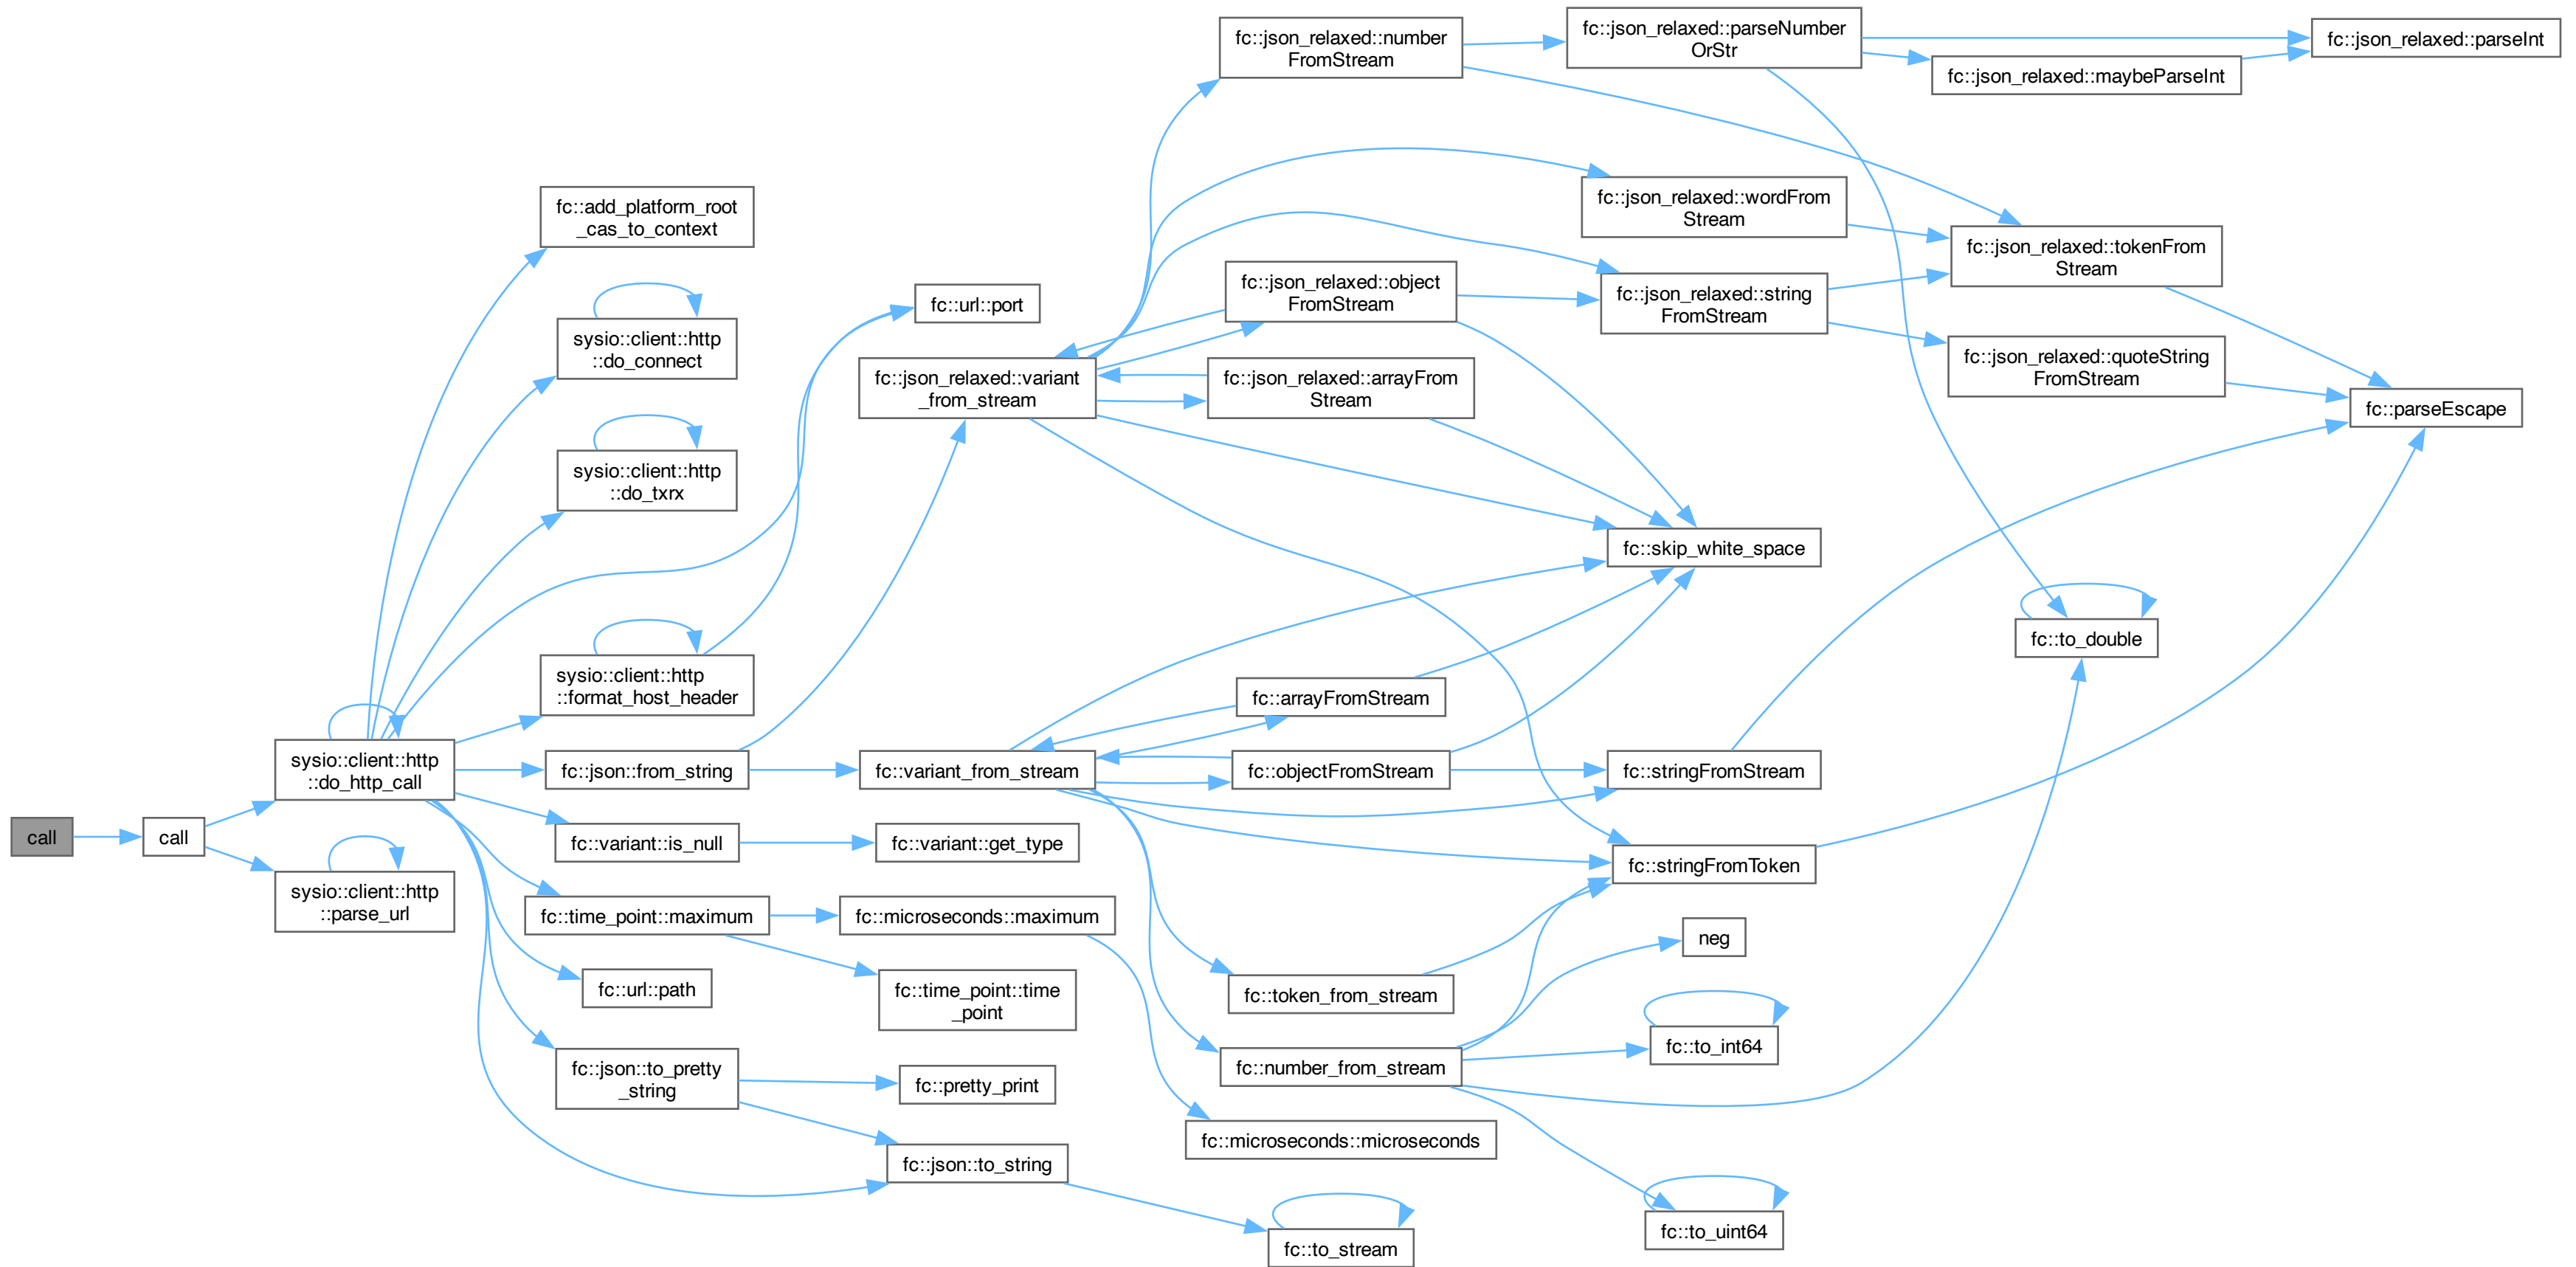 call
call
sysio::client::http
::do_http_call
sysio::client::http
::parse_url
fc::add_platform_root
_cas_to_context
sysio::client::http
::do_connect
sysio::client::http
::do_txrx
sysio::client::http
::format_host_header
fc::json::from_string
fc::variant::is_null
fc::time_point::maximum
fc::url::path
fc::json::to_pretty
_string
fc::url::port
fc::json_relaxed::variant
_from_stream
fc::variant_from_stream
fc::variant::get_type
fc::microseconds::maximum
fc::time_point::time
_point
fc::pretty_print
fc::json::to_string
fc::json_relaxed::number
FromStream
fc::json_relaxed::object
FromStream
fc::json_relaxed::arrayFrom
Stream
fc::arrayFromStream
fc::objectFromStream
fc::token_from_stream
fc::number_from_stream
fc::microseconds::microseconds
fc::to_stream
fc::json_relaxed::parseNumber
OrStr
fc::json_relaxed::wordFrom
Stream
fc::json_relaxed::string
FromStream
fc::skip_white_space
fc::stringFromStream
fc::stringFromToken
neg
fc::to_int64
fc::to_uint64
fc::json_relaxed::maybeParseInt
fc::json_relaxed::tokenFrom
Stream
fc::json_relaxed::quoteString
FromStream
fc::to_double
fc::json_relaxed::parseInt
fc::parseEscape